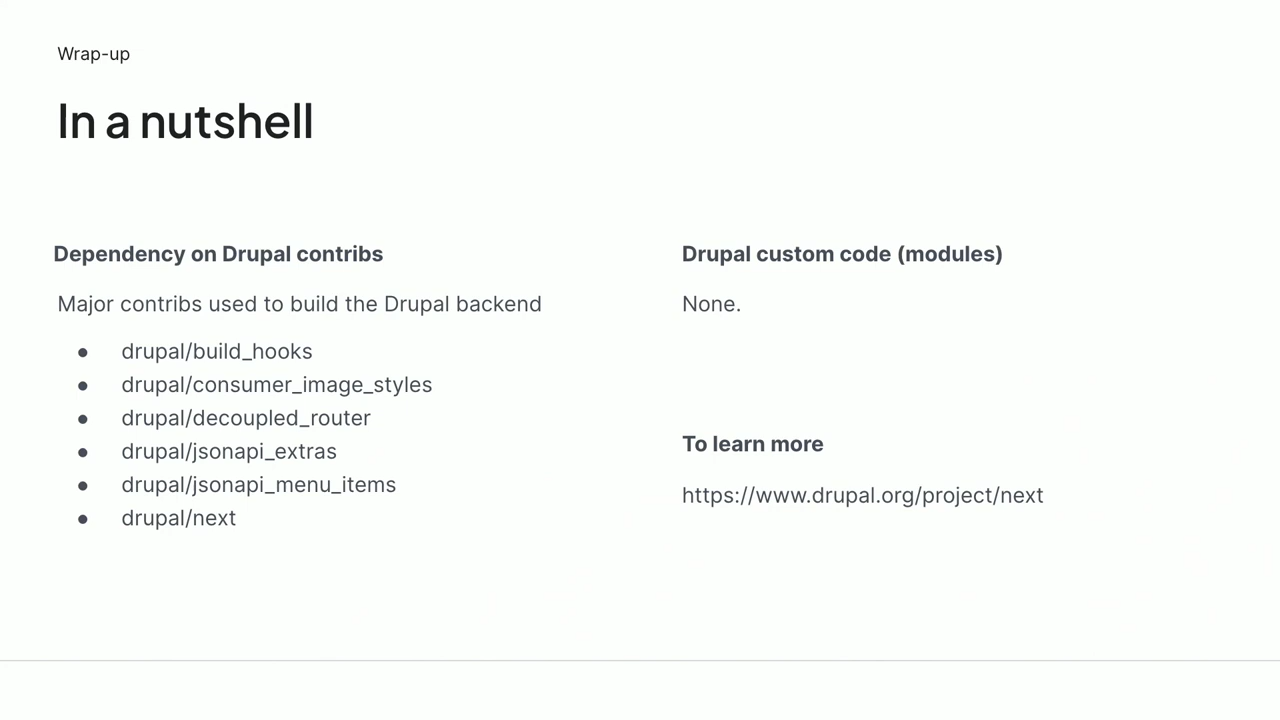 Wrap-up
In a nutshell
Dependency on Drupal contribs
Major contribs used to build the Drupal backend
● drupal/build_hooks
● drupal/consumer_image_styles
● drupal/decoupled_router
● drupal/jsonapi_extras
● drupal/jsonapi_menu_items
● drupal/next
Drupal custom code (modules)
None.
To learn more
https://www.drupal.org/project/next